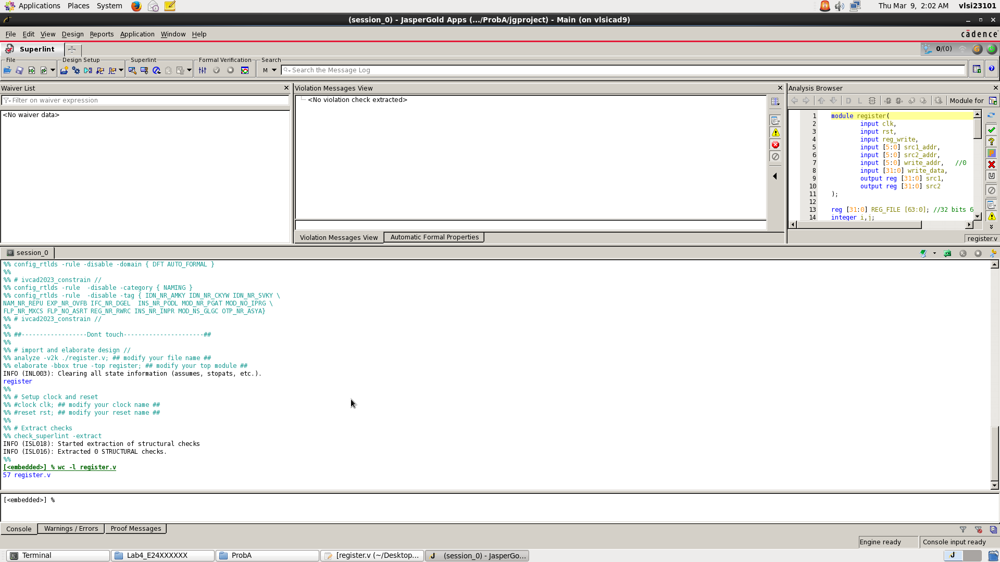 Applications Places System Thu Mar 9, 2:02 AM vlsi23101
(session_0) - JasperGold Apps (.../ProbA/jgproject) - Main (on vlsicad9)
File Edit View Design Reports Application Window Help cādence
Superlint 0/(0)
File Design Setup Superlint Formal Verification Search
M Search the Message Log
Waiver List
Filter on waiver expression
<No waiver data>
Violation Messages View
<No violation check extracted>
Violation Messages View Automatic Formal Properties
Analysis Browser
Module for
1 module register(
2 input clk,
3 input rst,
4 input reg_write,
5 input [5:0] src1_addr,
6 input [5:0] src2_addr,
7 input [5:0] write_addr, //0
8 input [31:0] write_data,
9 output reg [31:0] src1,
10 output reg [31:0] src2
11 );
12
13 reg [31:0] REG_FILE [63:0]; //32 bits 6
14 integer i,j;
register.v
session_0
%% config_rtlds -rule -disable -domain { DFT AUTO_FORMAL }
%%
%% # ivcad2023_constrain //
%% config_rtlds -rule  -disable -category { NAMING }
%% config_rtlds -rule  -disable -tag { IDN_NR_AMKY IDN_NR_CKYW IDN_NR_SVKY \
NAM_NR_REPU EXP_NR_OVFB IFC_NR_DGEL  INS_NR_PODL MOD_NR_PGAT MOD_NO_IPRG \
FLP_NR_MXCS FLP_NO_ASRT REG_NR_RWRC INS_NR_INPR MOD_NS_GLGC OTP_NR_ASYA}
%% # ivcad2023_constrain //
%%
%% ##------------------Dont touch----------------------##
%%
%% # import and elaborate design //
%% analyze -v2k ./register.v; ## modify your file name ##
%% elaborate -bbox true -top register; ## modify your top module ##
INFO (INL003): Clearing all state information (assumes, stopats, etc.).
register
%%
%% # Setup clock and reset
%% #clock clk; ## modify your clock name ##
%% #reset rst; ## modify your reset name ##
%%
%% # Extract checks
%% check_superlint -extract
INFO (ISL018): Started extraction of structural checks
INFO (ISL016): Extracted 0 STRUCTURAL checks.
%%
[<embedded>] % wc -l register.v
57 register.v
[<embedded>] %
Console Warnings / Errors Proof Messages
Engine ready Console input ready
Terminal Lab4_E24XXXXXX ProbA [register.v (~/Desktop... (session_0) - JasperGo...